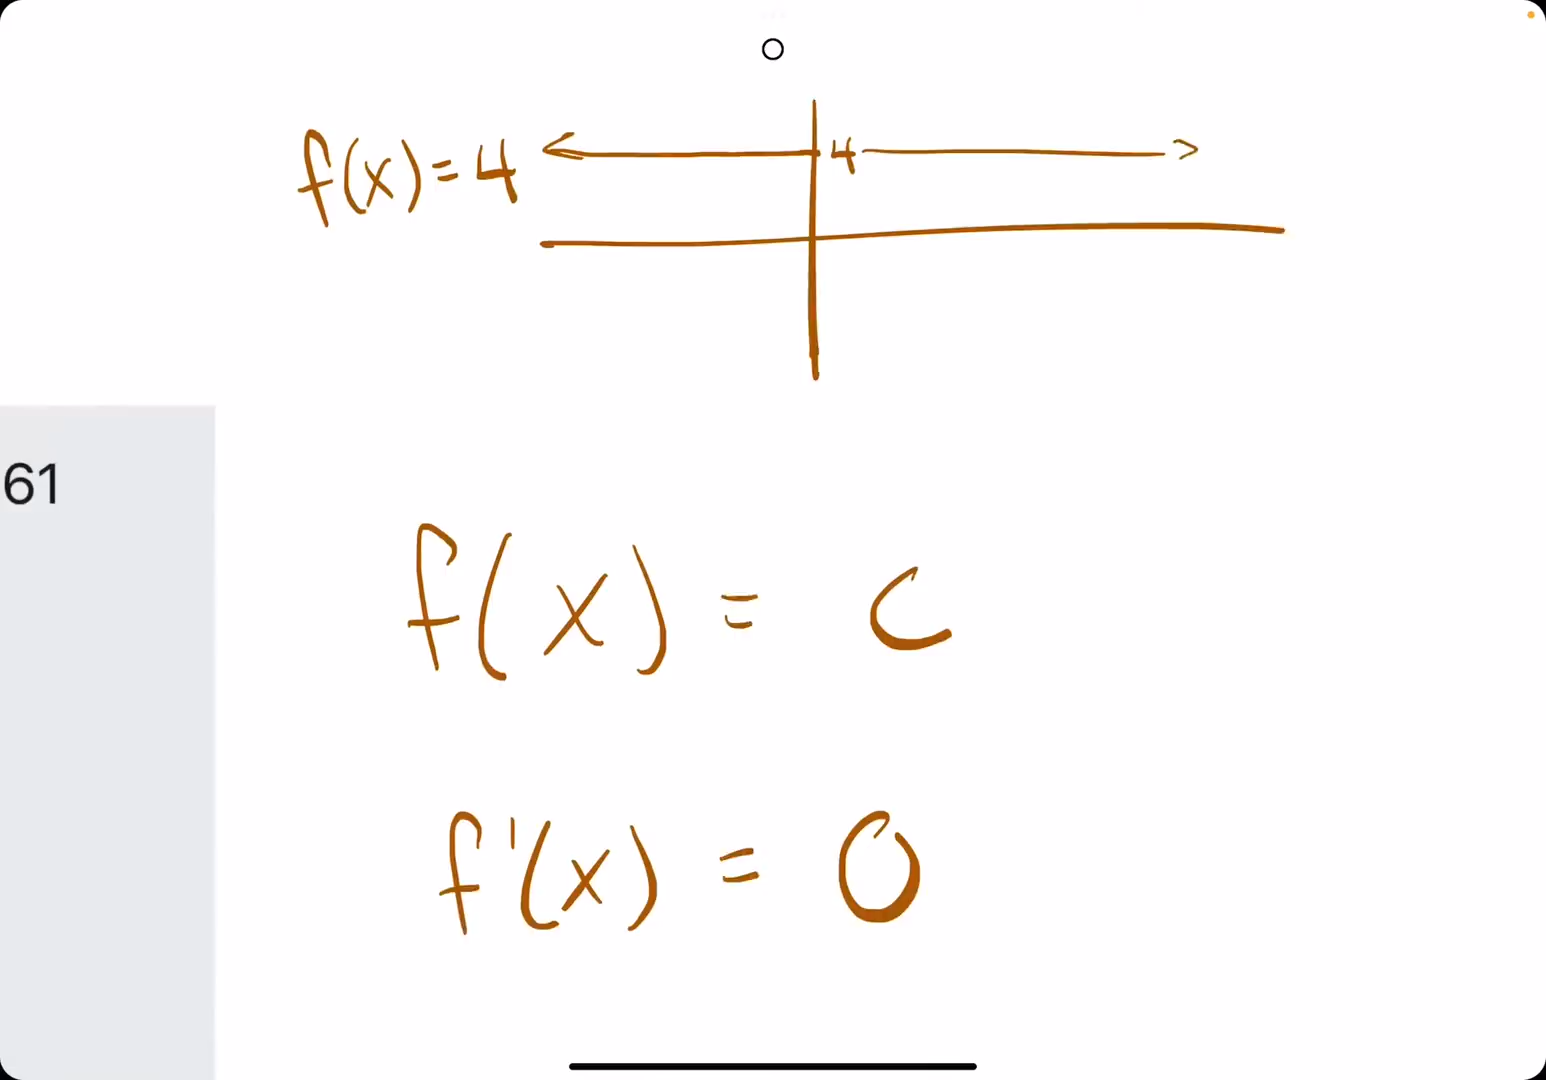 f(x) = 4
4
61
f(x) = c
f'(x) = 0